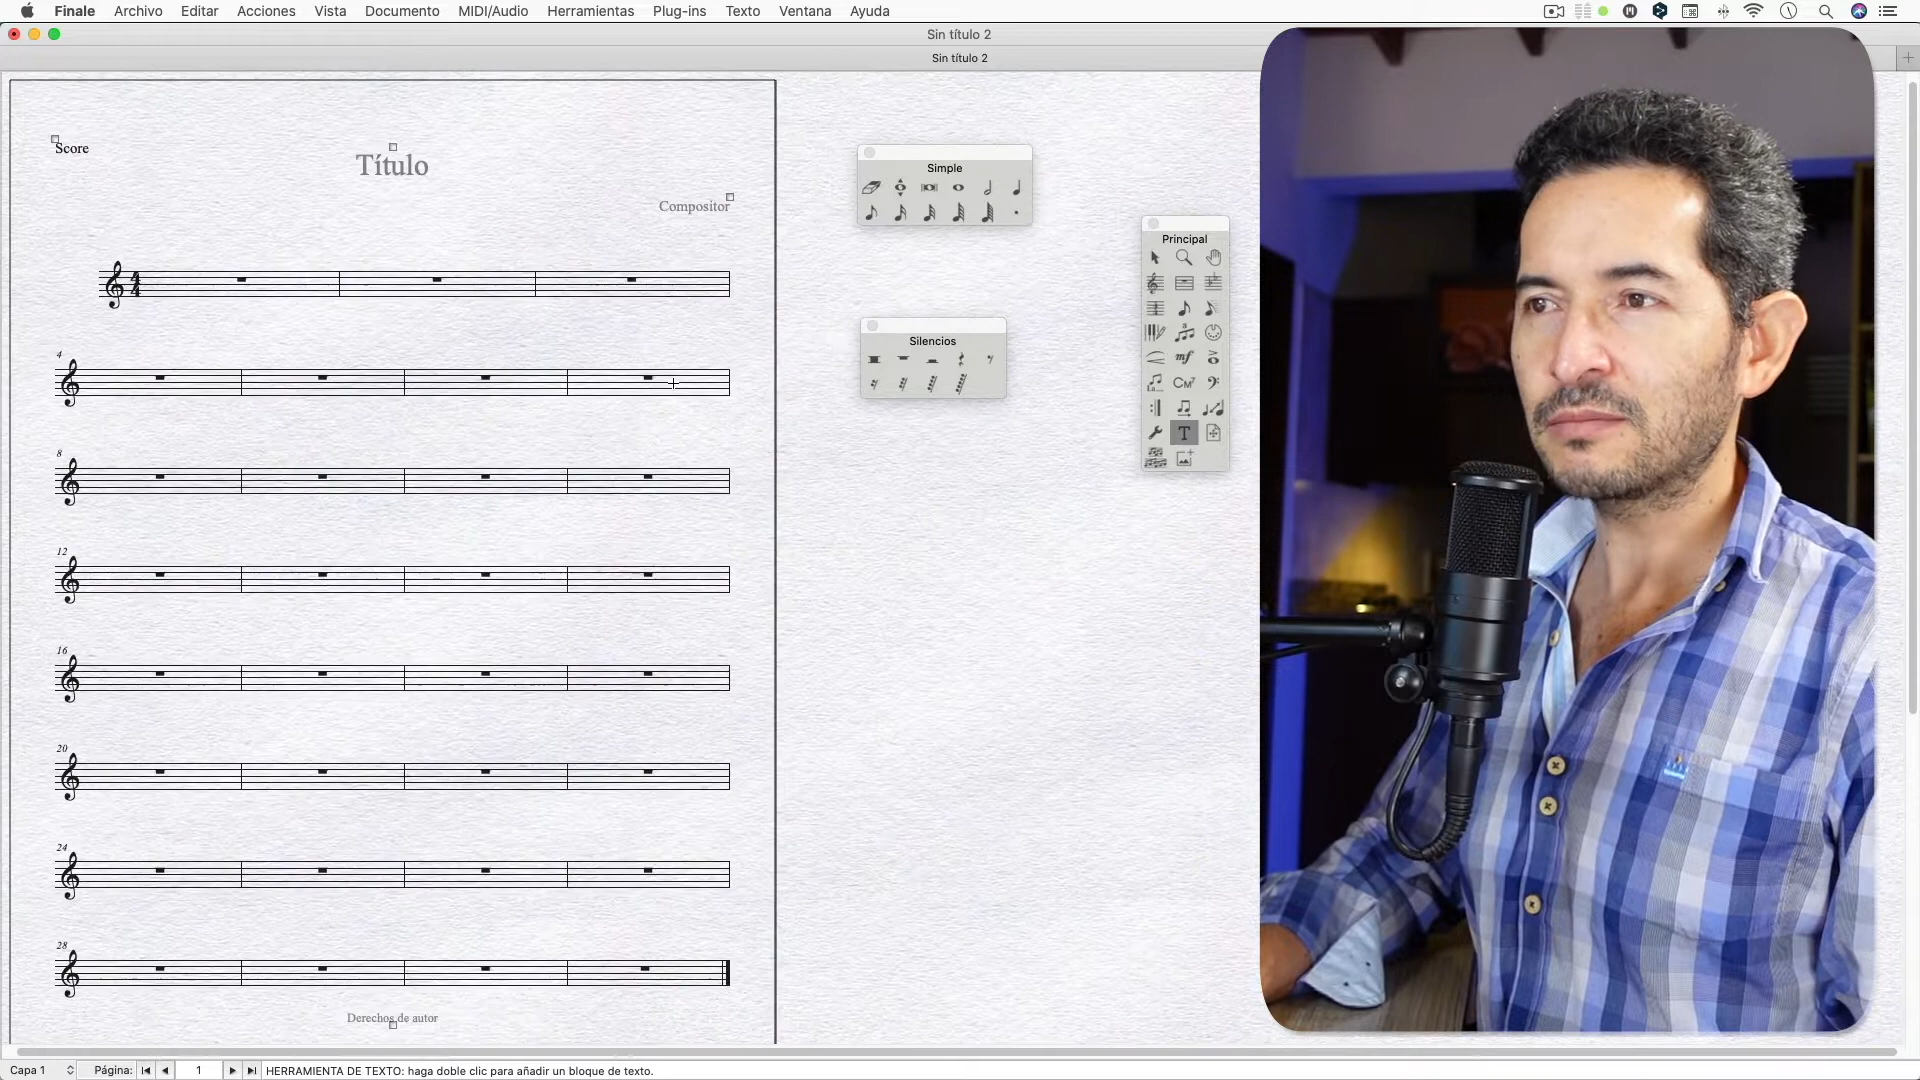 Finale Archivo Editar Acciones Vista Documento MIDI/Audio Herramientas Plug-ins Texto Ventana Ayuda
Sin título 2
Sin título 2
Score
Título
Compositor
Simple
Principal
Silencios
4
8
12
16
20
24
28
Derechos de autor
Capa 1 Página: 1 HERRAMIENTA DE TEXTO: haga doble clic para añadir un bloque de texto.